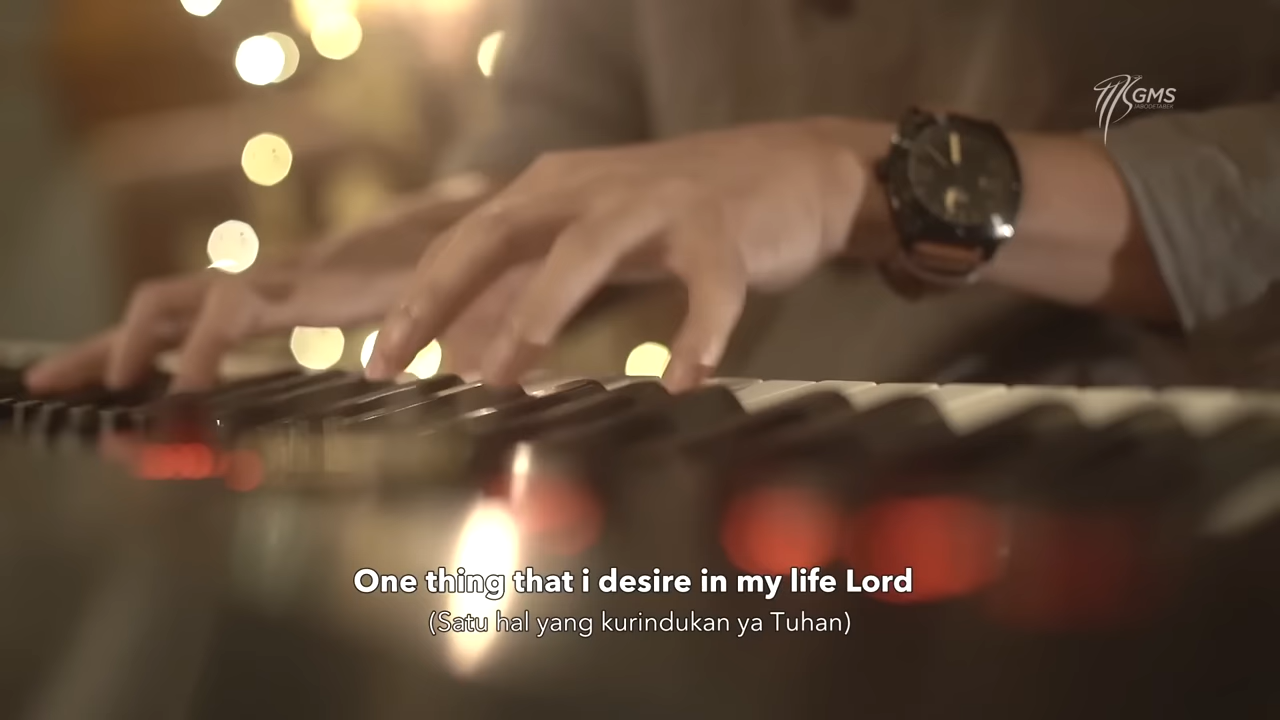 GMS
JABODETABEK
One thing that i desire in my life Lord
(Satu hal yang kurindukan ya Tuhan)